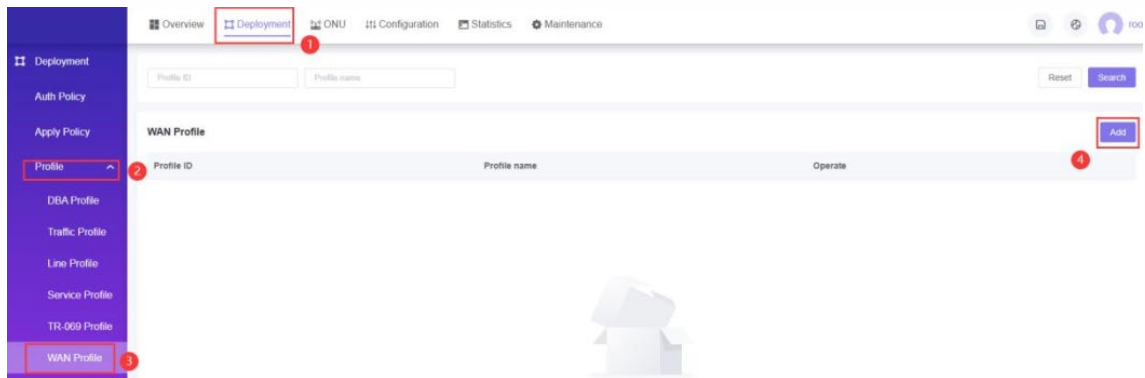 Overview Deployment ONU Configuration Statistics Maintenance roo
1
Deployment
Profile ID Profile name Reset Search
Auth Policy
Apply Policy
WAN Profile Add
4
Profile
2
Profile ID Profile name Operate
DBA Profile
Traffic Profile
Line Profile
Service Profile
TR-069 Profile
WAN Profile
3